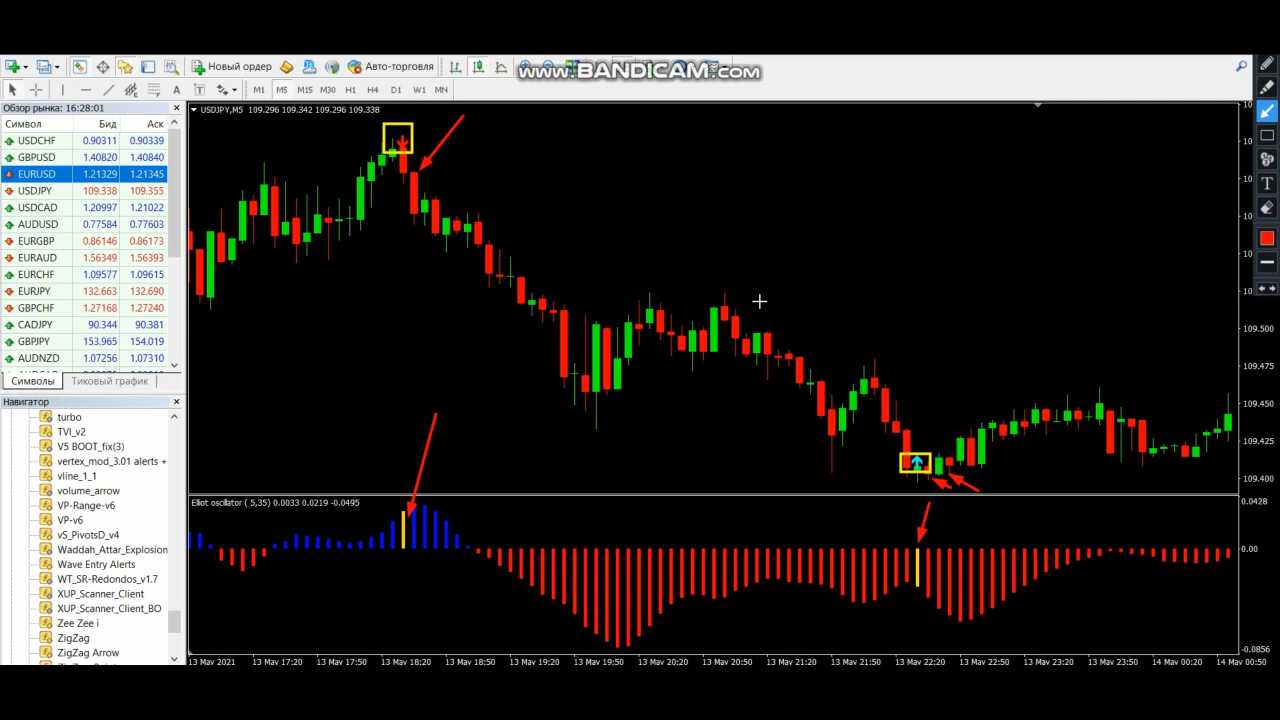 Новый ордер
Авто-торговля
www.BANDICAM.com
M1 M5 M15 M30 H1 H4 D1 W1 MN
Обзор рынка: 16:28:01
Символ Бид Аск
USDCHF 0.90311 0.90339
GBPUSD 1.40820 1.40840
EURUSD 1.21329 1.21345
USDJPY 109.338 109.355
USDCAD 1.20997 1.21022
AUDUSD 0.77584 0.77603
EURGBP 0.86146 0.86173
EURAUD 1.56349 1.56393
EURCHF 1.09577 1.09615
EURJPY 132.663 132.690
GBPCHF 1.27168 1.27240
CADJPY 90.344 90.381
GBPJPY 153.965 154.019
AUDNZD 1.07256 1.07310
Символы Тиковый график
Навигатор
turbo
TVI_v2
V5 BOOT_fix(3)
vertex_mod_3.01 alerts +
vline_1_1
volume_arrow
VP-Range-v6
VP-v6
vS_PivotsD_v4
Waddah_Attar_Explosion
Wave Entry Alerts
WT_SR-Redondos_v1.7
XUP_Scanner_Client
XUP_Scanner_Client_BO
Zee Zee i
ZigZag
ZigZag Arrow
USDJPY,M5 109.296 109.342 109.296 109.338
109.500
109.475
109.450
109.425
109.400
Elliot oscilator ( 5,35) 0.0033 0.0219 -0.0495
0.0428
0.00
-0.0856
13 May 2021 13 May 17:20 13 May 17:50 13 May 18:20 13 May 18:50 13 May 19:20 13 May 19:50 13 May 20:20 13 May 20:50 13 May 21:20 13 May 21:50 13 May 22:20 13 May 22:50 13 May 23:20 13 May 23:50 14 May 00:20 14 May 00:50